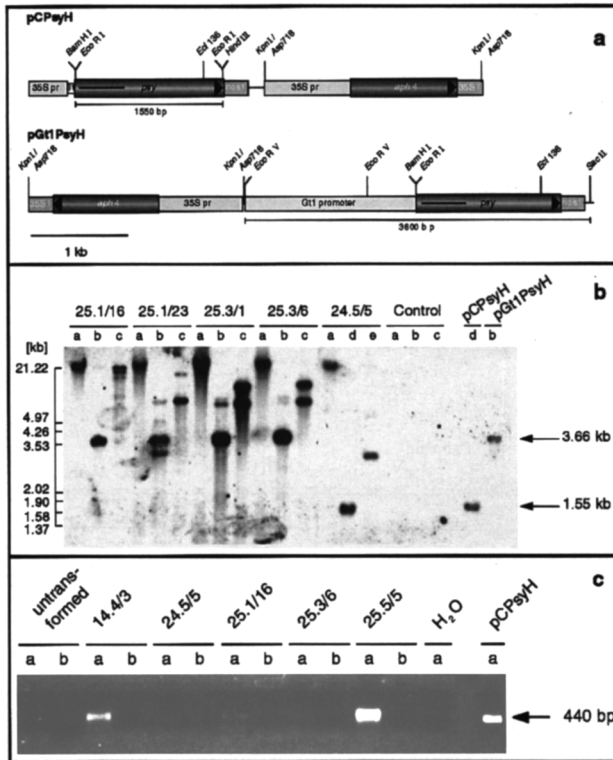 pCPsyH
a
BamH I
Eco R I
Ecl 136
Eco R I
Hind III
Kpn I /
Asp718
Kpn I /
Asp718
35S pr
psy
nos t
35S pr
aph 4
35S t
1550 bp
pGt1PsyH
Kpn I /
Asp718
Kpn I /
Asp718
Eco R V
Eco R V
BamH I
Eco R I
Ecl 136
Sac II
35S t
aph 4
35S pr
Gt1 promoter
psy
nos t
3600 bp
1 kb
b
25.1/16 25.1/23 25.3/1 25.3/6 24.5/5 Control pCPsyH pGt1PsyH
a b c a b c a b c a b c a d e a b c d b
[kb]
21.22
4.97
4.26
3.53
2.02
1.90
1.58
1.37
3.66 kb
1.55 kb
c
untrans-
formed 14.4/3 24.5/5 25.1/16 25.3/6 25.5/5 H2O pCPsyH
a b a b a b a b a b a b a a
440 bp